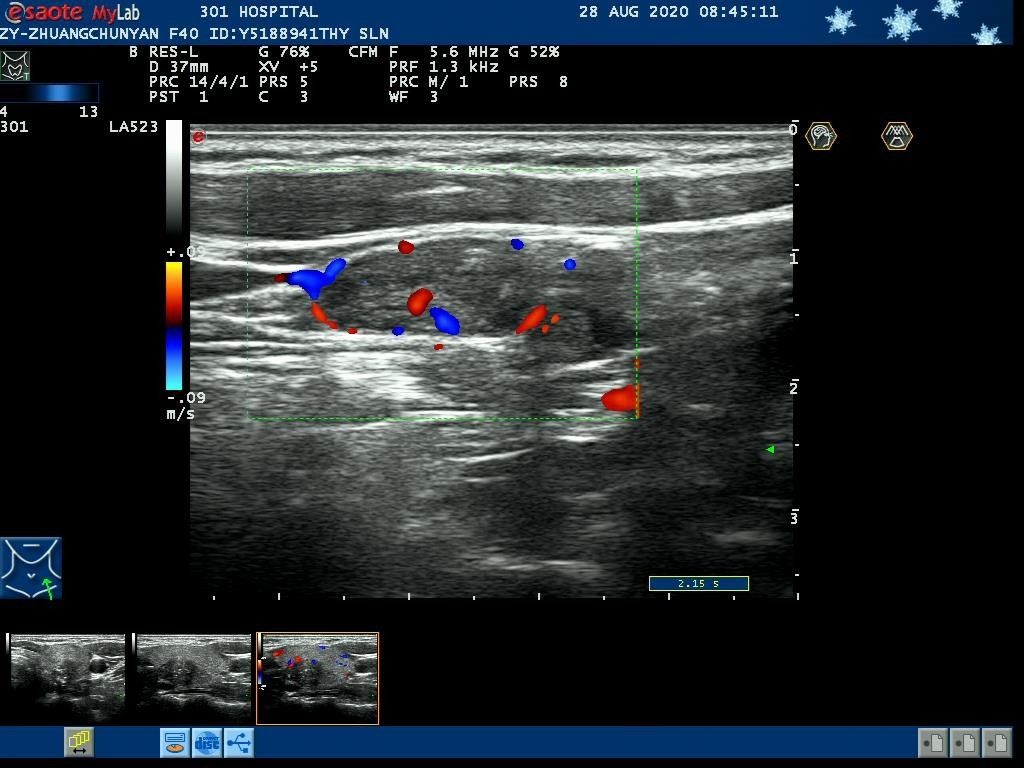 esaote MyLab 301 HOSPITAL 28 AUG 2020 08:45:11
ZY-ZHUANGCHUNYAN F40 ID:Y5188941THY SLN
B RES-L G 76% CFM F 5.6 MHz G 52%
D 37mm XV +5 PRF 1.3 kHz
PRC 14/4/1 PRS 5 PRC M/ 1 PRS 8
PST 1 C 3 WF 3
4 13
301 LA523
0
+.09
1
2
-.09
m/s
3
2.15 s
disc